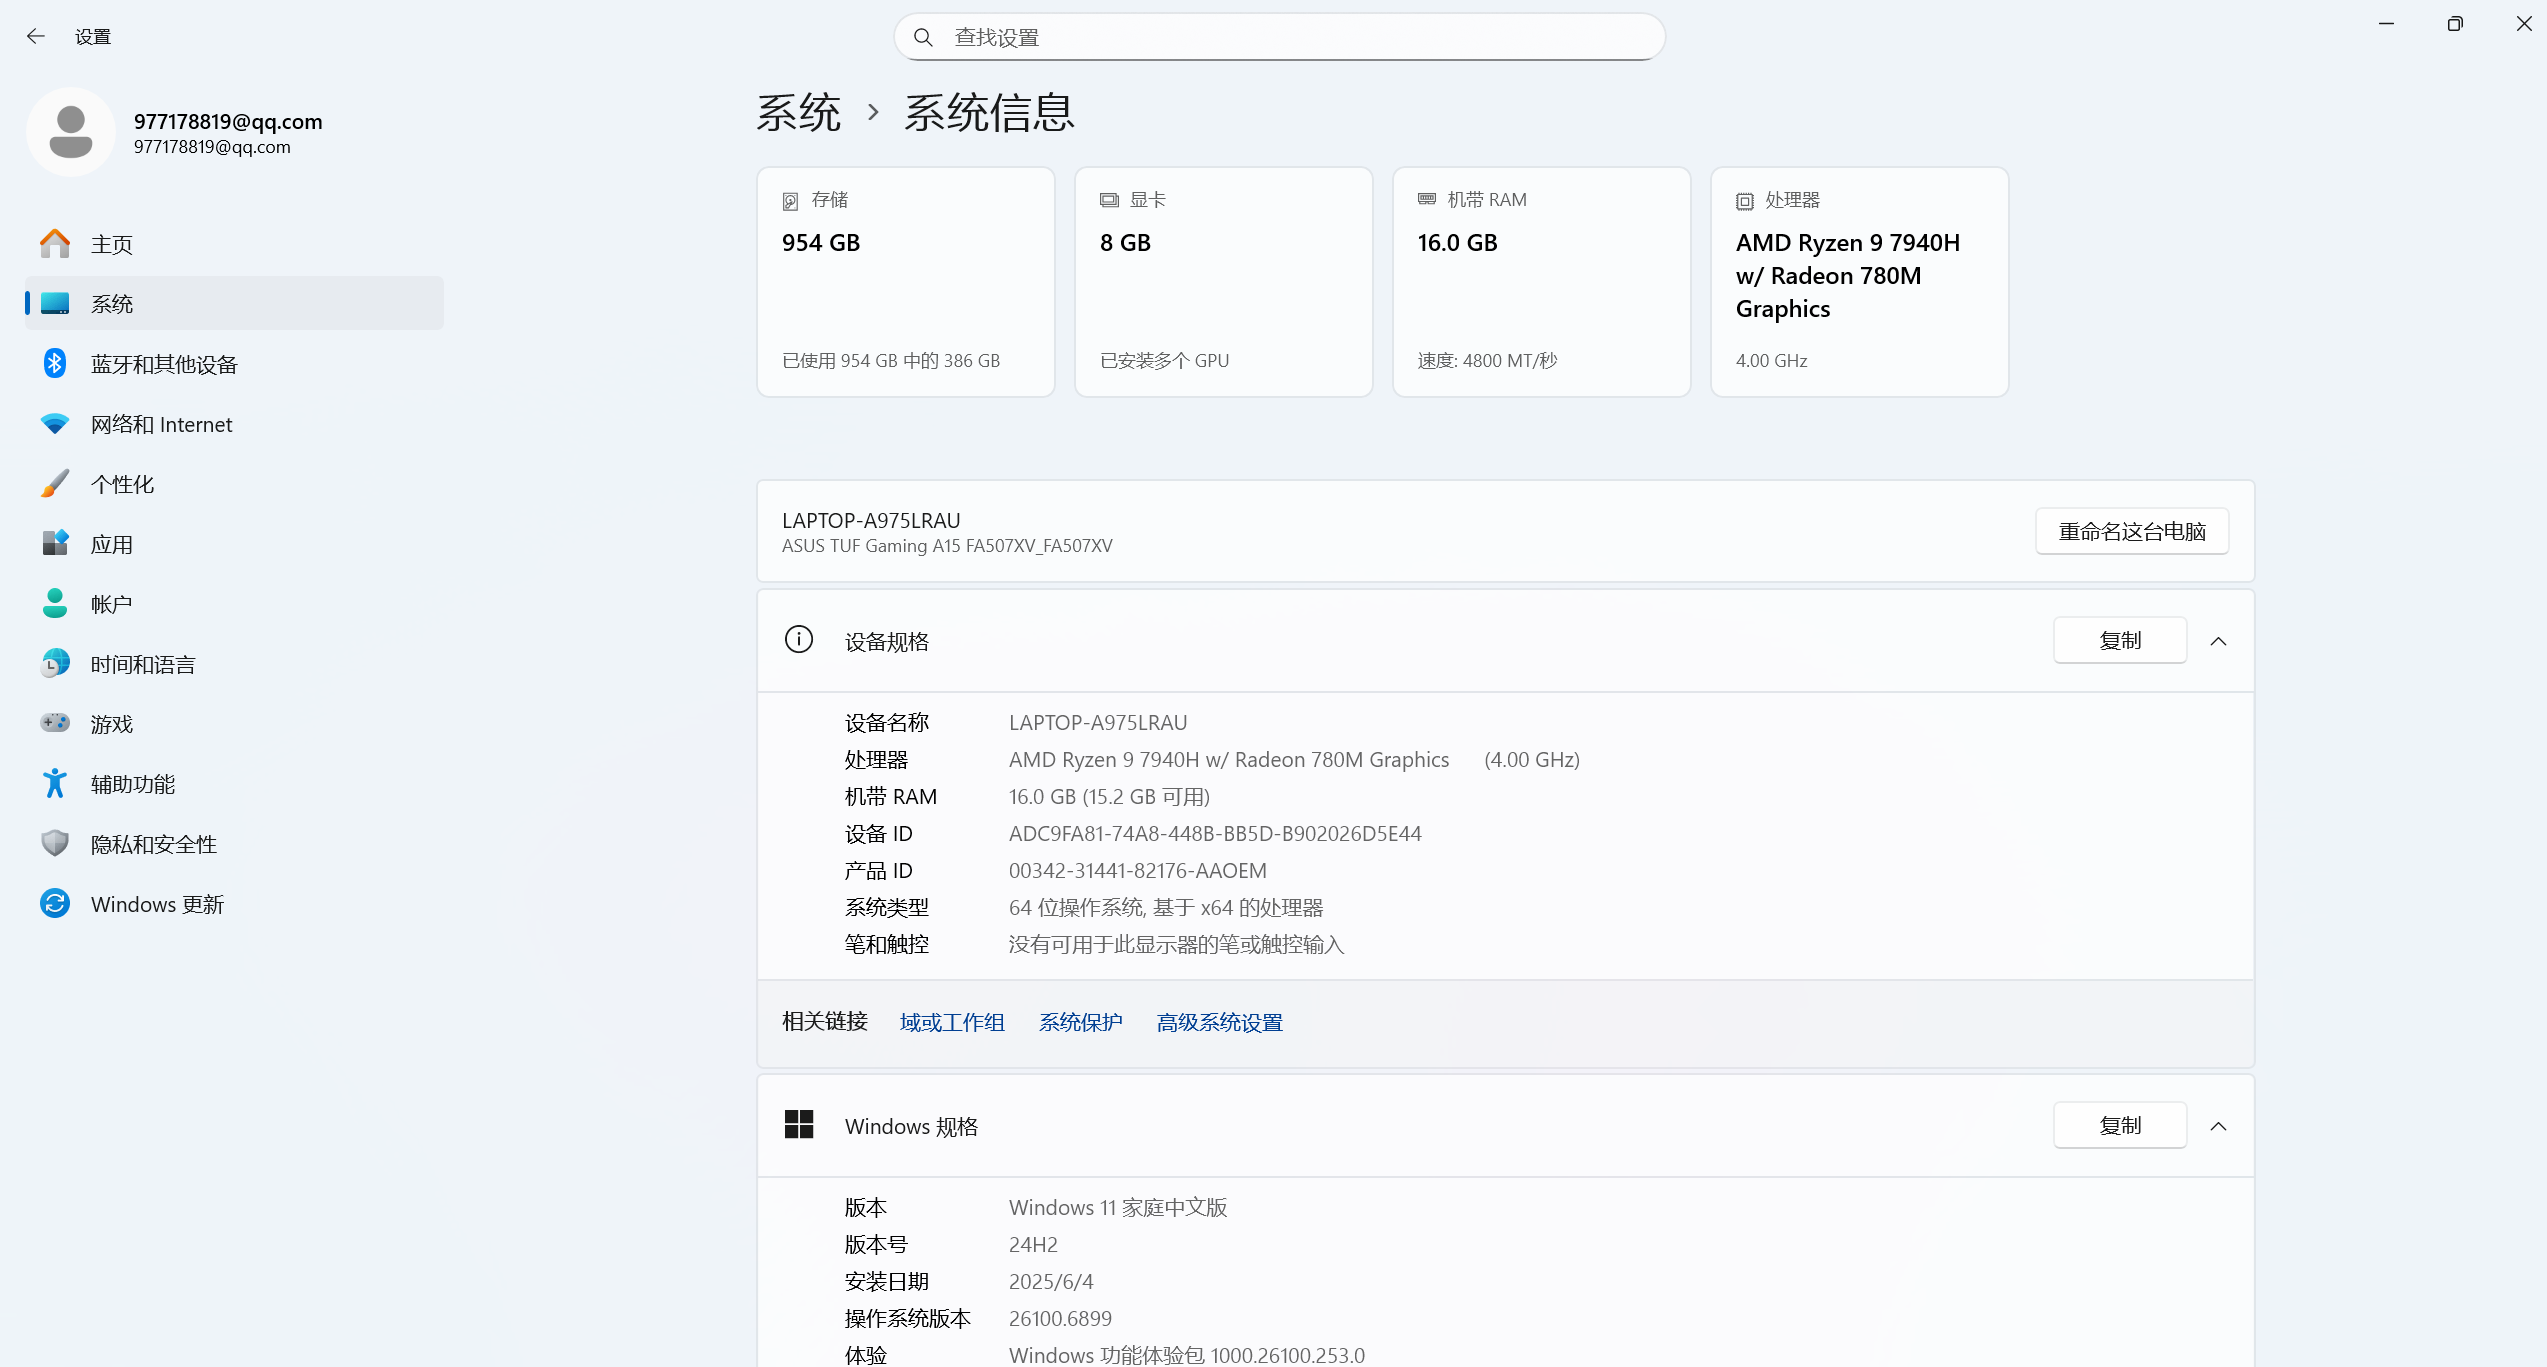 设置
查找设置
977178819@qq.com
977178819@qq.com
主页
系统
蓝牙和其他设备
网络和 Internet
个性化
应用
帐户
时间和语言
游戏
辅助功能
隐私和安全性
Windows 更新
系统 › 系统信息
存储
954 GB
已使用 954 GB 中的 386 GB
显卡
8 GB
已安装多个 GPU
机带 RAM
16.0 GB
速度: 4800 MT/秒
处理器
AMD Ryzen 9 7940H
w/ Radeon 780M
Graphics
4.00 GHz
LAPTOP-A975LRAU
ASUS TUF Gaming A15 FA507XV_FA507XV
重命名这台电脑
设备规格
复制
设备名称 LAPTOP-A975LRAU
处理器 AMD Ryzen 9 7940H w/ Radeon 780M Graphics (4.00 GHz)
机带 RAM 16.0 GB (15.2 GB 可用)
设备 ID ADC9FA81-74A8-448B-BB5D-B902026D5E44
产品 ID 00342-31441-82176-AAOEM
系统类型 64 位操作系统, 基于 x64 的处理器
笔和触控 没有可用于此显示器的笔或触控输入
相关链接 域或工作组 系统保护 高级系统设置
Windows 规格
复制
版本 Windows 11 家庭中文版
版本号 24H2
安装日期 2025/6/4
操作系统版本 26100.6899
体验 Windows 功能体验包 1000.26100.253.0